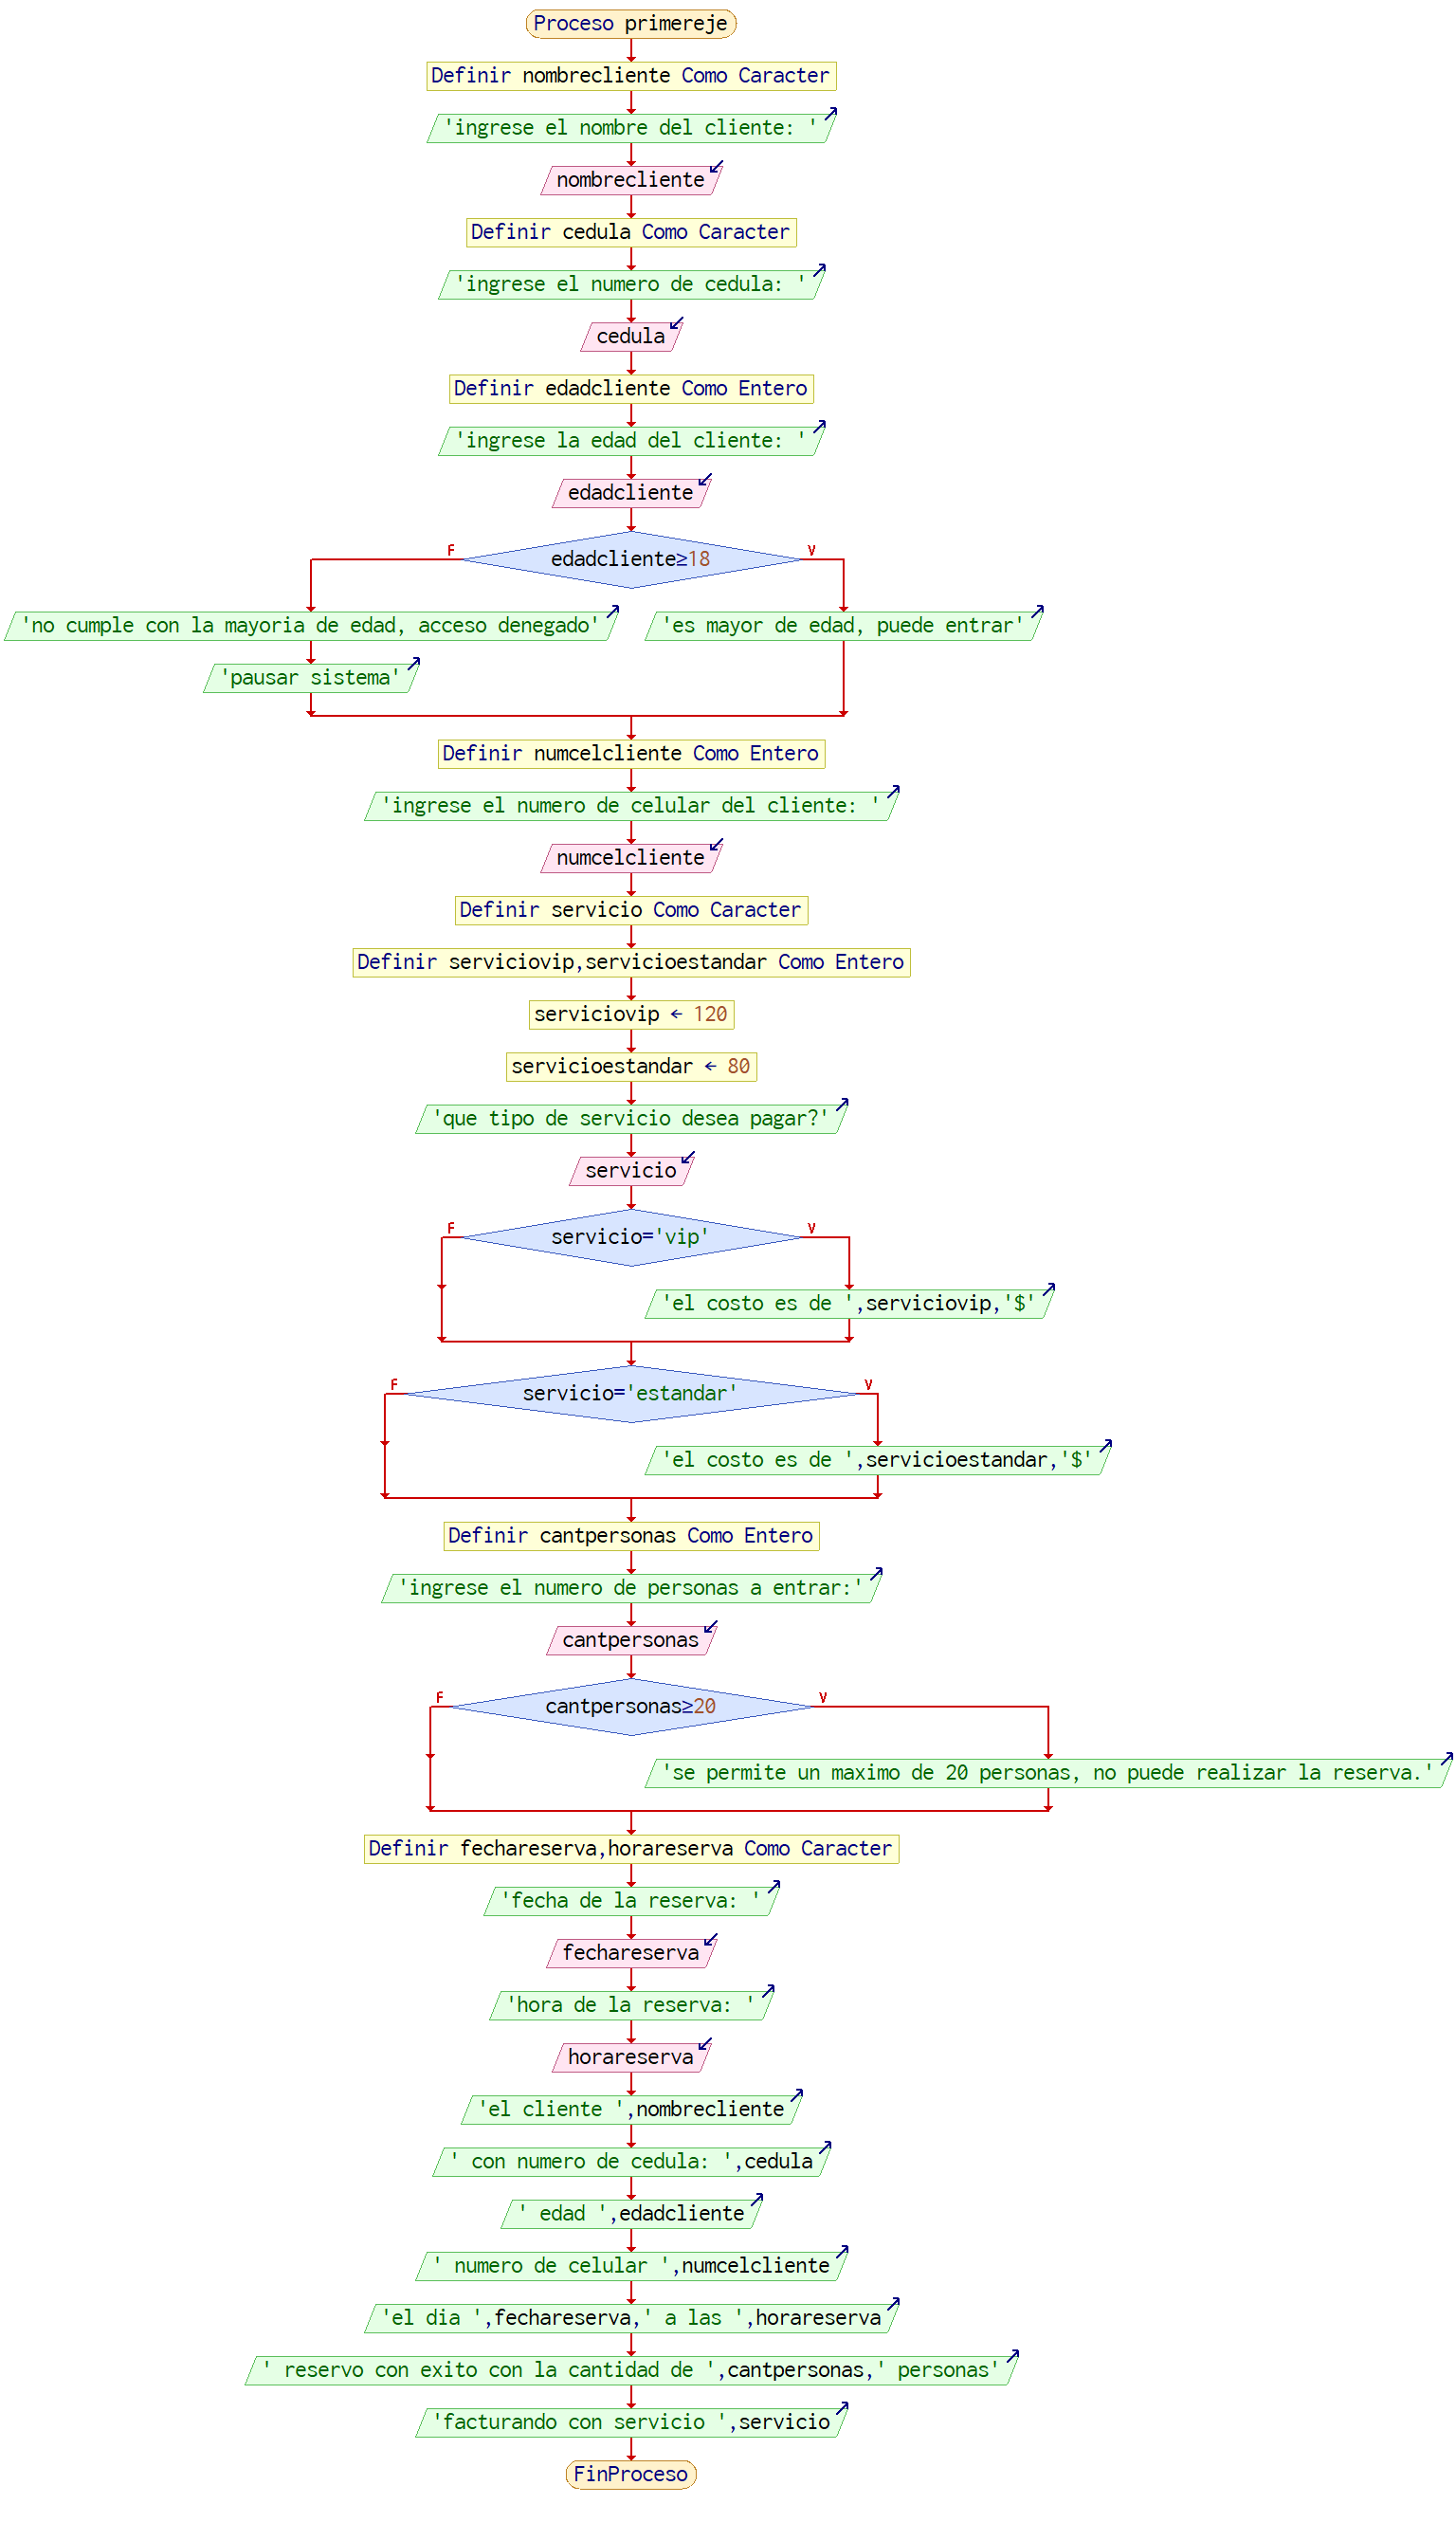 Proceso primereje
Definir nombrecliente Como Caracter
'ingrese el nombre del cliente: '
nombrecliente
Definir cedula Como Caracter
'ingrese el numero de cedula: '
cedula
Definir edadcliente Como Entero
'ingrese la edad del cliente: '
edadcliente
F
V
edadcliente≥18
'no cumple con la mayoria de edad, acceso denegado'
'es mayor de edad, puede entrar'
'pausar sistema'
Definir numcelcliente Como Entero
'ingrese el numero de celular del cliente: '
numcelcliente
Definir servicio Como Caracter
Definir serviciovip,servicioestandar Como Entero
serviciovip ← 120
servicioestandar ← 80
'que tipo de servicio desea pagar?'
servicio
F
V
servicio='vip'
'el costo es de ',serviciovip,'$'
F
V
servicio='estandar'
'el costo es de ',servicioestandar,'$'
Definir cantpersonas Como Entero
'ingrese el numero de personas a entrar:'
cantpersonas
F
V
cantpersonas≥20
'se permite un maximo de 20 personas, no puede realizar la reserva.'
Definir fechareserva,horareserva Como Caracter
'fecha de la reserva: '
fechareserva
'hora de la reserva: '
horareserva
'el cliente ',nombrecliente
' con numero de cedula: ',cedula
' edad ',edadcliente
' numero de celular ',numcelcliente
'el dia ',fechareserva,' a las ',horareserva
' reservo con exito con la cantidad de ',cantpersonas,' personas'
'facturando con servicio ',servicio
FinProceso